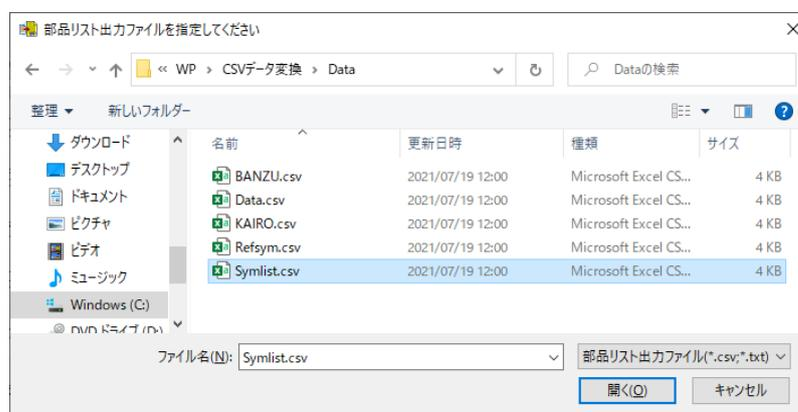 部品リスト出力ファイルを指定してください
« WP › CSVデータ変換 › Data
Dataの検索
整理 新しいフォルダー
ダウンロード
デスクトップ
ドキュメント
ピクチャ
ビデオ
ミュージック
Windows (C:)
DVD ドライブ (D:)
名前 更新日時 種類 サイズ
BANZU.csv 2021/07/19 12:00 Microsoft Excel CS... 4 KB
Data.csv 2021/07/19 12:00 Microsoft Excel CS... 4 KB
KAIRO.csv 2021/07/19 12:00 Microsoft Excel CS... 4 KB
Refsym.csv 2021/07/19 12:00 Microsoft Excel CS... 4 KB
Symlist.csv 2021/07/19 12:00 Microsoft Excel CS... 4 KB
ファイル名(N): Symlist.csv 部品リスト出力ファイル(*.csv;*.txt)
開く(O) キャンセル